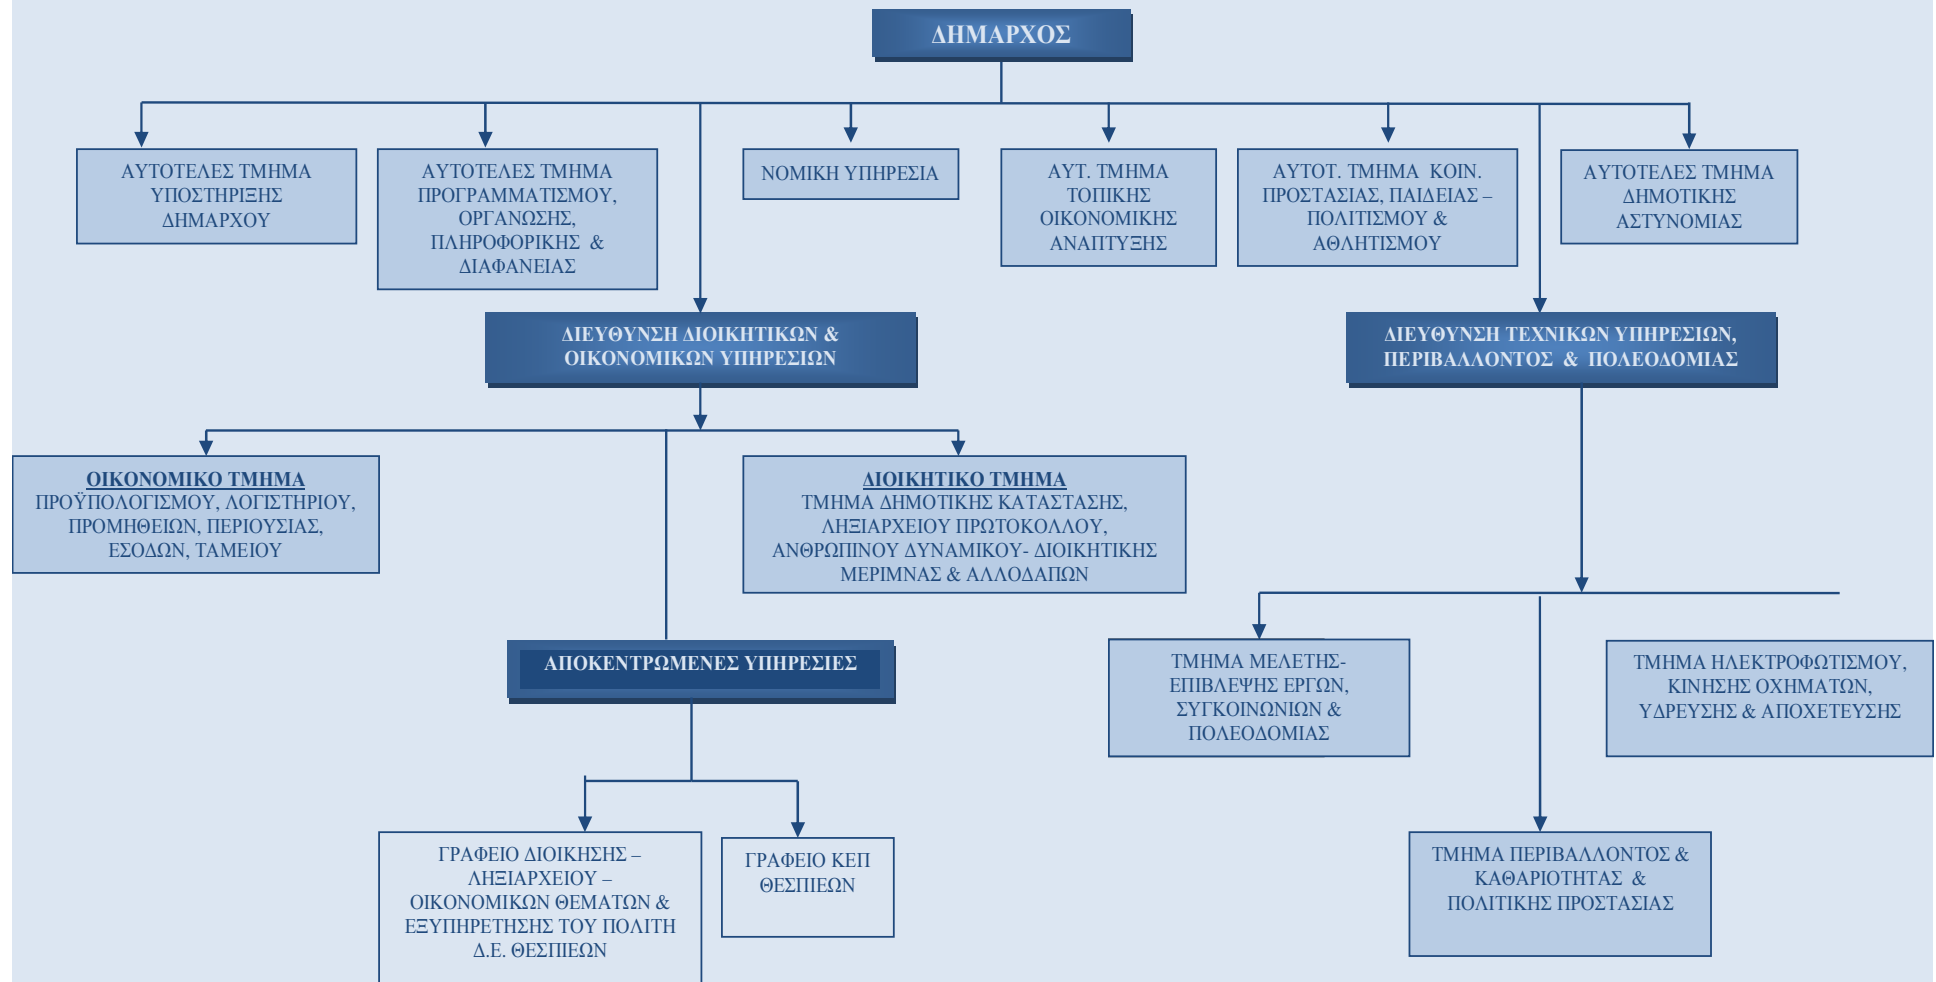 ΔΗΜΑΡΧΟΣ
ΑΥΤΟΤΕΛΕΣ ΤΜΗΜΑ
ΥΠΟΣΤΗΡΙΞΗΣ
ΔΗΜΑΡΧΟΥ
ΑΥΤΟΤΕΛΕΣ ΤΜΗΜΑ
ΠΡΟΓΡΑΜΜΑΤΙΣΜΟΥ,
ΟΡΓΑΝΩΣΗΣ,
ΠΛΗΡΟΦΟΡΙΚΗΣ &
ΔΙΑΦΑΝΕΙΑΣ
ΝΟΜΙΚΗ ΥΠΗΡΕΣΙΑ
ΑΥΤ. ΤΜΗΜΑ
ΤΟΠΙΚΗΣ
ΟΙΚΟΝΟΜΙΚΗΣ
ΑΝΑΠΤΥΞΗΣ
ΑΥΤΟΤ. ΤΜΗΜΑ ΚΟΙΝ.
ΠΡΟΣΤΑΣΙΑΣ, ΠΑΙΔΕΙΑΣ –
ΠΟΛΙΤΙΣΜΟΥ &
ΑΘΛΗΤΙΣΜΟΥ
ΑΥΤΟΤΕΛΕΣ ΤΜΗΜΑ
ΔΗΜΟΤΙΚΗΣ
ΑΣΤΥΝΟΜΙΑΣ
ΔΙΕΥΘΥΝΣΗ ΔΙΟΙΚΗΤΙΚΩΝ &
ΟΙΚΟΝΟΜΙΚΩΝ ΥΠΗΡΕΣΙΩΝ
ΔΙΕΥΘΥΝΣΗ ΤΕΧΝΙΚΩΝ ΥΠΗΡΕΣΙΩΝ,
ΠΕΡΙΒΑΛΛΟΝΤΟΣ & ΠΟΛΕΟΔΟΜΙΑΣ
ΟΙΚΟΝΟΜΙΚΟ ΤΜΗΜΑ
ΠΡΟΫΠΟΛΟΓΙΣΜΟΥ, ΛΟΓΙΣΤΗΡΙΟΥ,
ΠΡΟΜΗΘΕΙΩΝ, ΠΕΡΙΟΥΣΙΑΣ,
ΕΣΟΔΩΝ, ΤΑΜΕΙΟΥ
ΔΙΟΙΚΗΤΙΚΟ ΤΜΗΜΑ
ΤΜΗΜΑ ΔΗΜΟΤΙΚΗΣ ΚΑΤΑΣΤΑΣΗΣ,
ΛΗΞΙΑΡΧΕΙΟΥ ΠΡΩΤΟΚΟΛΛΟΥ,
ΑΝΘΡΩΠΙΝΟΥ ΔΥΝΑΜΙΚΟΥ- ΔΙΟΙΚΗΤΙΚΗΣ
ΜΕΡΙΜΝΑΣ & ΑΛΛΟΔΑΠΩΝ
ΑΠΟΚΕΝΤΡΩΜΕΝΕΣ ΥΠΗΡΕΣΙΕΣ
ΤΜΗΜΑ ΜΕΛΕΤΗΣ-
ΕΠΙΒΛΕΨΗΣ ΕΡΓΩΝ,
ΣΥΓΚΟΙΝΩΝΙΩΝ &
ΠΟΛΕΟΔΟΜΙΑΣ
ΤΜΗΜΑ ΗΛΕΚΤΡΟΦΩΤΙΣΜΟΥ,
ΚΙΝΗΣΗΣ ΟΧΗΜΑΤΩΝ,
ΥΔΡΕΥΣΗΣ & ΑΠΟΧΕΤΕΥΣΗΣ
ΓΡΑΦΕΙΟ ΔΙΟΙΚΗΣΗΣ –
ΛΗΞΙΑΡΧΕΙΟΥ –
ΟΙΚΟΝΟΜΙΚΩΝ ΘΕΜΑΤΩΝ &
ΕΞΥΠΗΡΕΤΗΣΗΣ ΤΟΥ ΠΟΛΙΤΗ
Δ.Ε. ΘΕΣΠΙΕΩΝ
ΓΡΑΦΕΙΟ ΚΕΠ
ΘΕΣΠΙΕΩΝ
ΤΜΗΜΑ ΠΕΡΙΒΑΛΛΟΝΤΟΣ &
ΚΑΘΑΡΙΟΤΗΤΑΣ &
ΠΟΛΙΤΙΚΗΣ ΠΡΟΣΤΑΣΙΑΣ